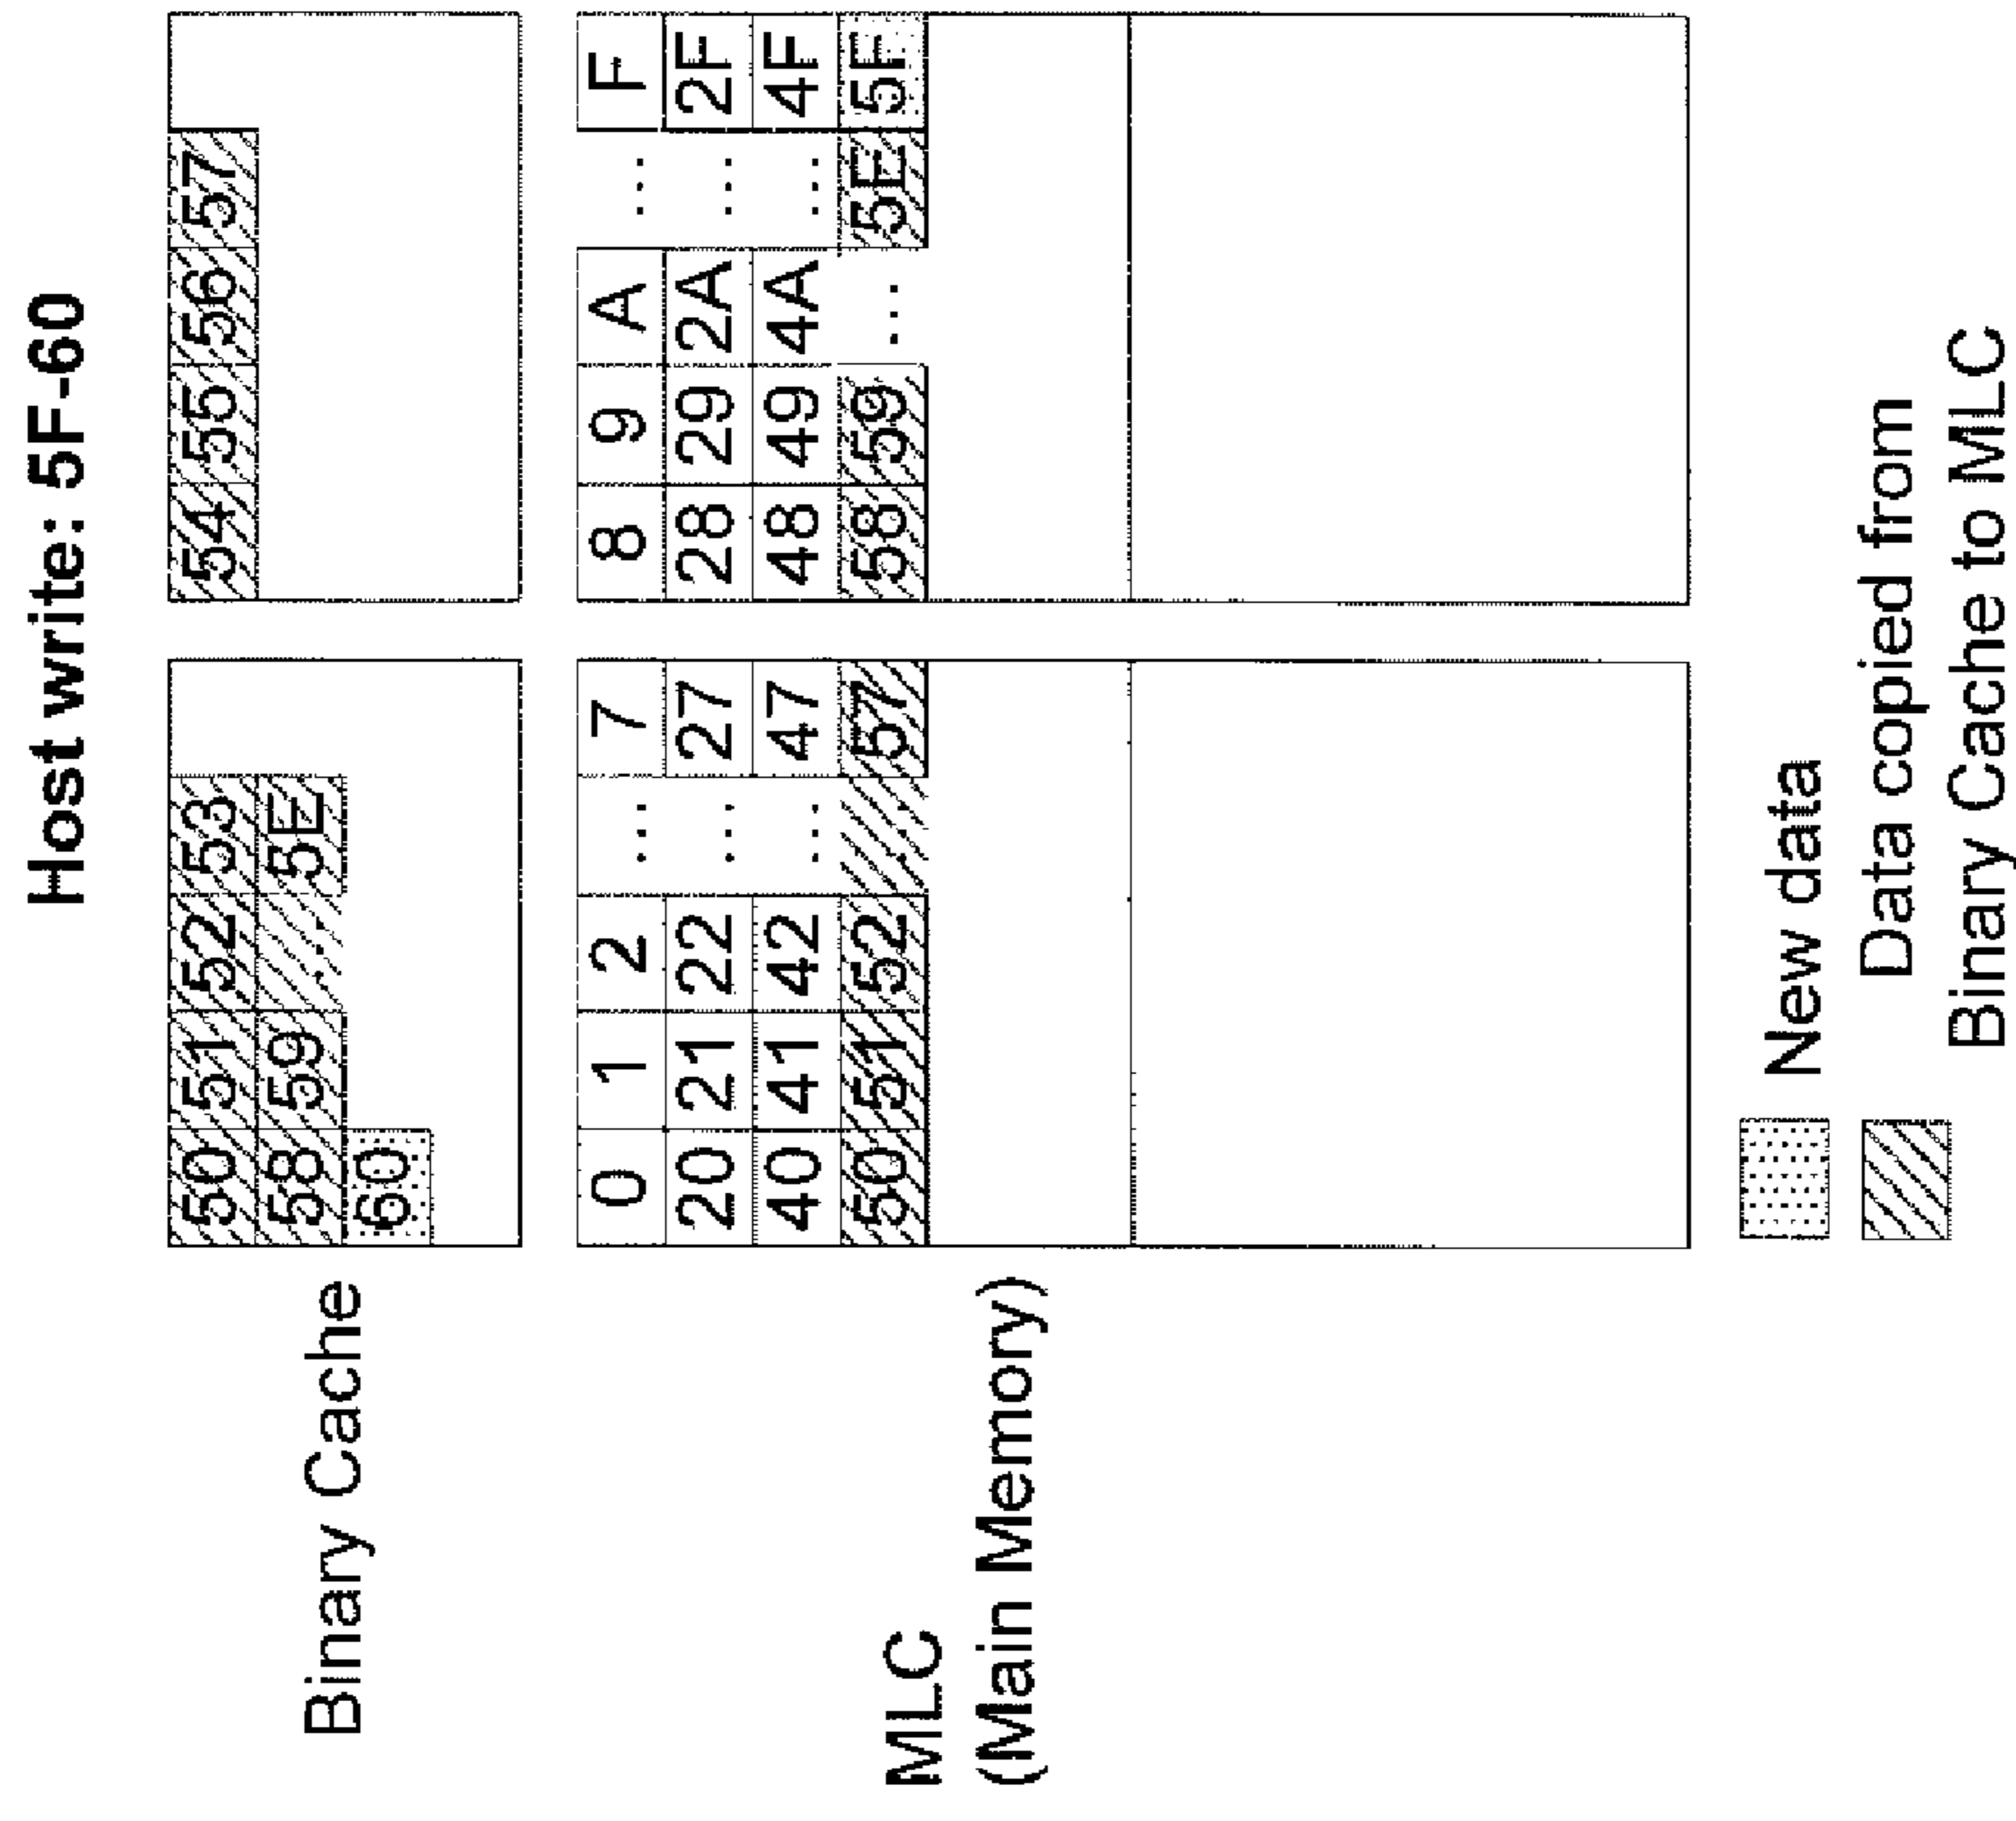 Host write: 5F-60
50 51 52 53 54 55 56 57
58 59 ... 5E
Binary Cache
60
0 1 2 ... 7 8 9 A ... F
20 21 22 ... 27 28 29 2A ... 2F
40 41 42 ... 47 48 49 4A ... 4F
50 51 52 ... 57 58 59 ... 5E 5F
MLC
(Main Memory)
New data
Data copied from
Binary Cache to MLC